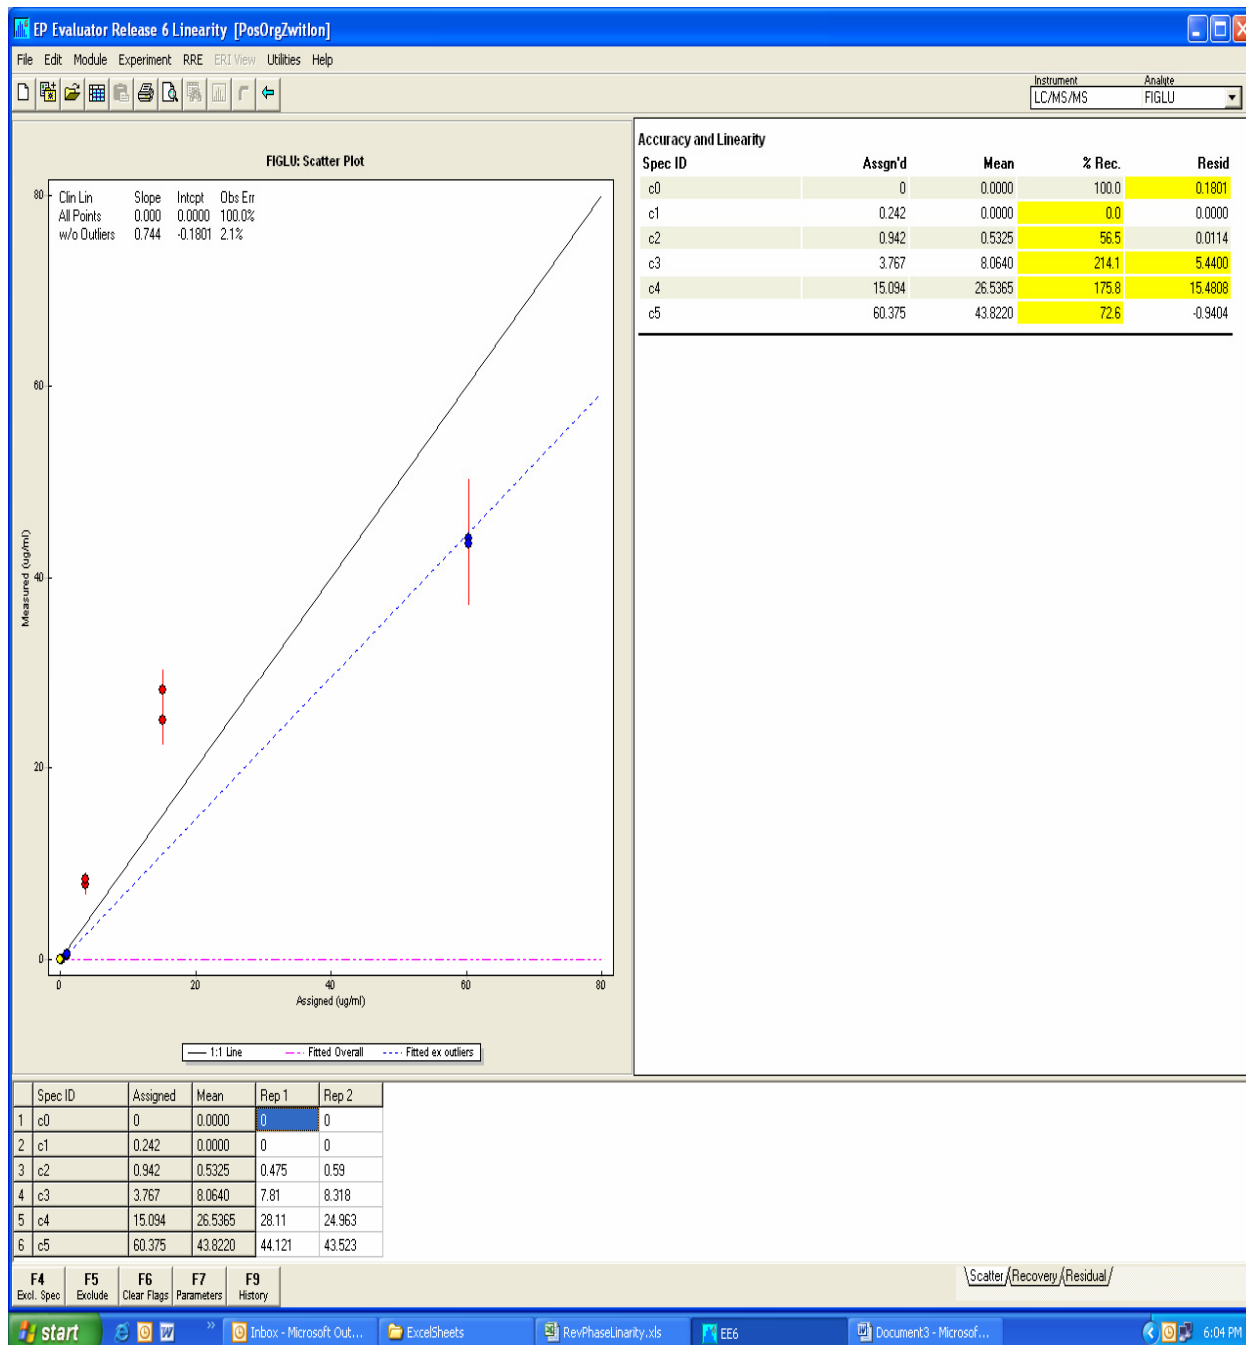 EP Evaluator Release 6 Linearity [PosOrgZwitIon]
File Edit Module Experiment RRE ERI View Utilities Help
Instrument Analyte
LC/MS/MS FIGLU
FIGLU: Scatter Plot
Clin Lin Slope Intcpt Obs Err
All Points 0.000 0.0000 100.0%
w/o Outliers 0.744 -0.1801 2.1%
80
60
40
20
0
Measured (ug/ml)
0 20 40 60 80
Assigned (ug/ml)
1:1 Line Fitted Overall Fitted ex outliers
Accuracy and Linearity
Spec ID Assgn'd Mean % Rec. Resid
c0 0 0.0000 100.0 0.1801
c1 0.242 0.0000 0.0 0.0000
c2 0.942 0.5325 56.5 0.0114
c3 3.767 8.0640 214.1 5.4400
c4 15.094 26.5365 175.8 15.4808
c5 60.375 43.8220 72.6 -0.9404
Spec ID Assigned Mean Rep 1 Rep 2
1 c0 0 0.0000 0 0
2 c1 0.242 0.0000 0 0
3 c2 0.942 0.5325 0.475 0.59
4 c3 3.767 8.0640 7.81 8.318
5 c4 15.094 26.5365 28.11 24.963
6 c5 60.375 43.8220 44.121 43.523
F4 F5 F6 F7 F9
Excl. Spec Exclude Clear Flags Parameters History
Scatter Recovery Residual
start Inbox - Microsoft Out... ExcelSheets RevPhaseLinarity.xls EE6 Document3 - Microsof... 6:04 PM